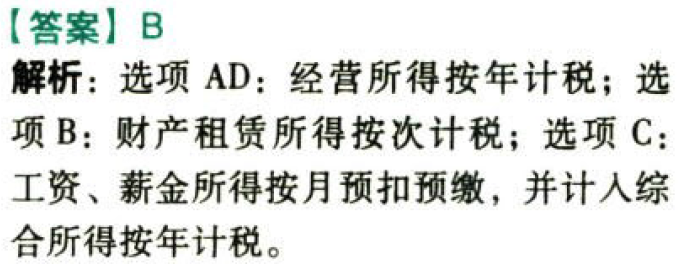 【答案】B
解析：选项 AD：经营所得按年计税；选
项 B：财产租赁所得按次计税；选项 C：
工资、薪金所得按月预扣预缴，并计入综
合所得按年计税。